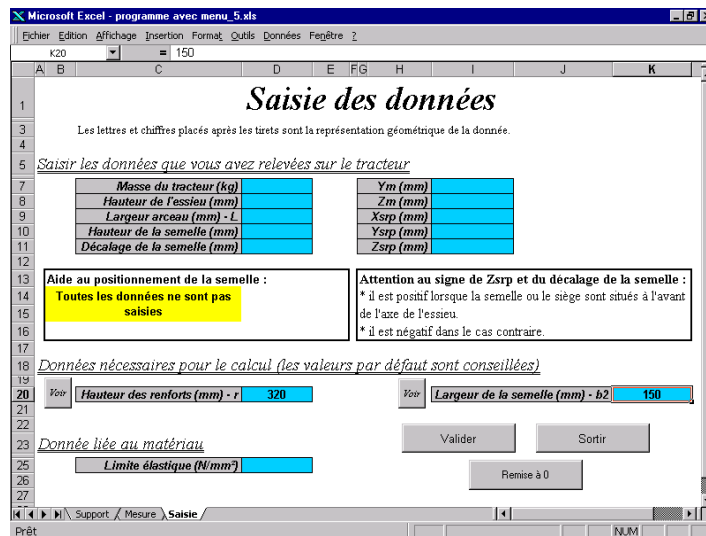 Microsoft Excel - programme avec menu_5.xls
Fichier Edition Affichage Insertion Format Outils Données Fenêtre ?
K20 = 150
A B C D E F G H I J K
1 Saisie des données
3 Les lettres et chiffres placés après les tirets sont la représentation géométrique de la donnée.
4
5 Saisir les données que vous avez relevées sur le tracteur
7 Masse du tracteur (kg) Ym (mm)
8 Hauteur de l'essieu (mm) Zm (mm)
9 Largeur arceau (mm) - L Xsrp (mm)
10 Hauteur de la semelle (mm) Ysrp (mm)
11 Décalage de la semelle (mm) Zsrp (mm)
12
13 Aide au positionnement de la semelle : Attention au signe de Zsrp et du décalage de la semelle :
14 Toutes les données ne sont pas * il est positif lorsque la semelle ou le siège sont situés à l'avant
15 saisies de l'axe de l'essieu.
16 * il est négatif dans le cas contraire.
17
18 Données nécessaires pour le calcul (les valeurs par défaut sont conseillées)
19
20 Voir Hauteur des renforts (mm) - r 320 Voir Largeur de la semelle (mm) - b2 150
21
22
Valider Sortir
23 Donnée liée au matériau
25 Limite élastique (N/mm²)
Remise à 0
26
27
Support Mesure Saisie
Prêt NUM